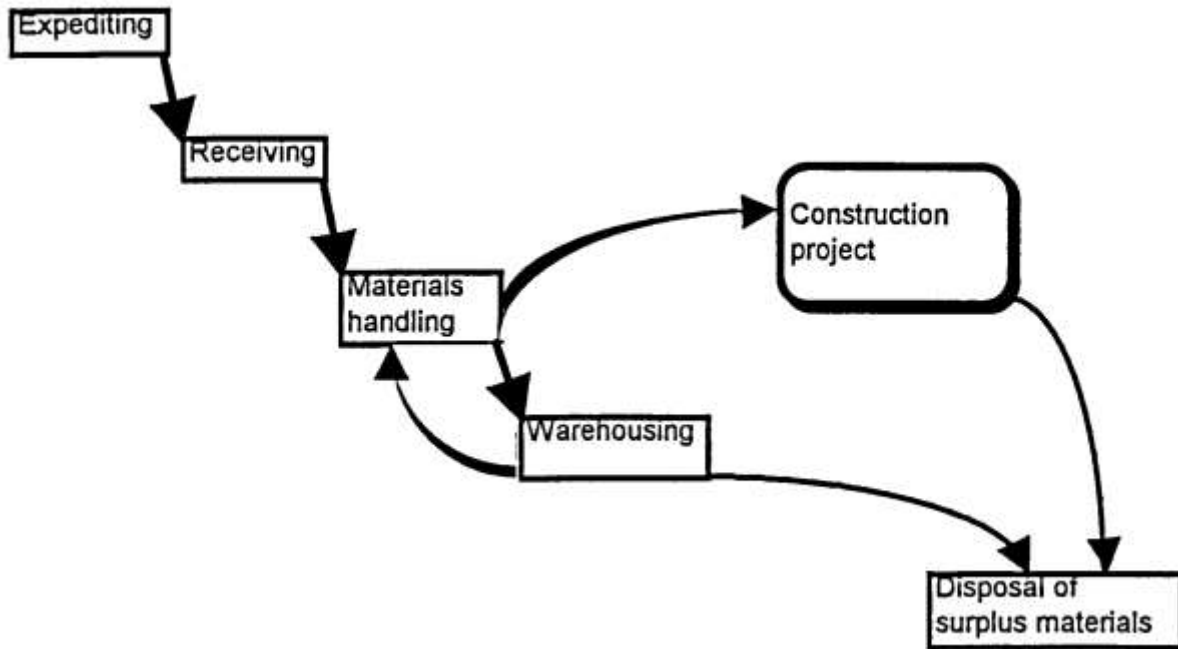 Expediting
Receiving
Construction
project
Materials
handling
Warehousing
Disposal of
surplus materials